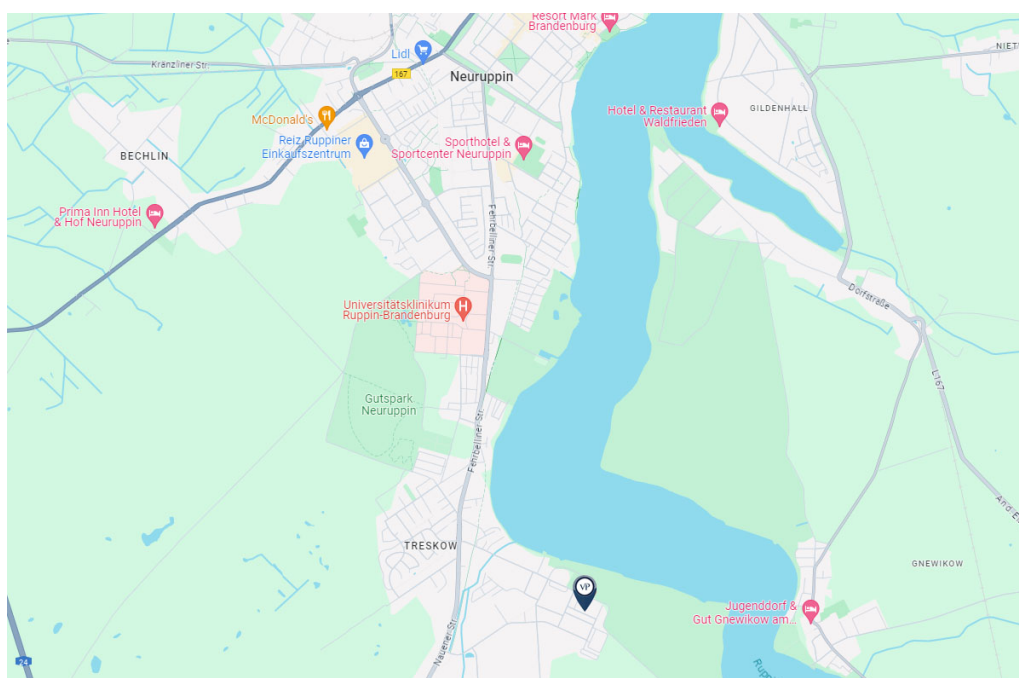 Resort Mark
Brandenburg
Lidl
Kränzliner Str.
167
Neuruppin
McDonald's
Reiz Ruppiner
Einkaufszentrum
BECHLIN
Sporthotel &
Sportcenter Neuruppin
Hotel & Restaurant
Waldfrieden
GILDENHALL
Prima Inn Hotel
& Hof Neuruppin
Fehrbelliner Str.
Dorfstraße
Universitätsklinikum
Ruppin-Brandenburg
H
L167
Gutspark
Neuruppin
Fehrbelliner Str.
TRESKOW
GNEWIKOW
VP
Jugenddorf &
Gut Gnewikow am...
Nauener Str.
24